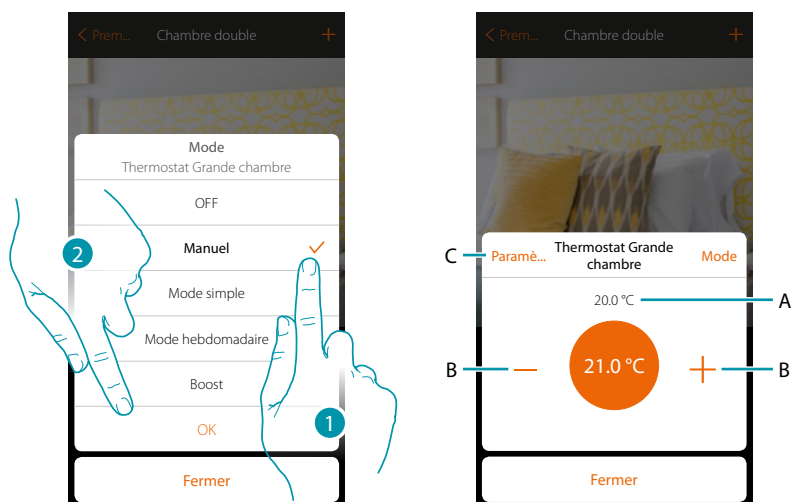 < Prem... Chambre double +
Mode
Thermostat Grande chambre
OFF
Manuel
Mode simple
Mode hebdomadaire
Boost
OK
Fermer
2
1
< Prem... Chambre double +
Paramè... Thermostat Grande chambre Mode
20.0 °C
21.0 °C
Fermer
C
A
B
B